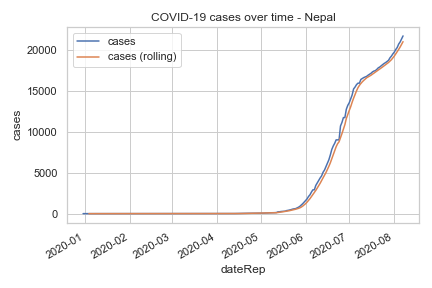 COVID-19 cases over time - Nepal
cases
cases (rolling)
20000
15000
10000
5000
0
cases
2020-01
2020-02
2020-03
2020-04
2020-05
2020-06
2020-07
2020-08
dateRep